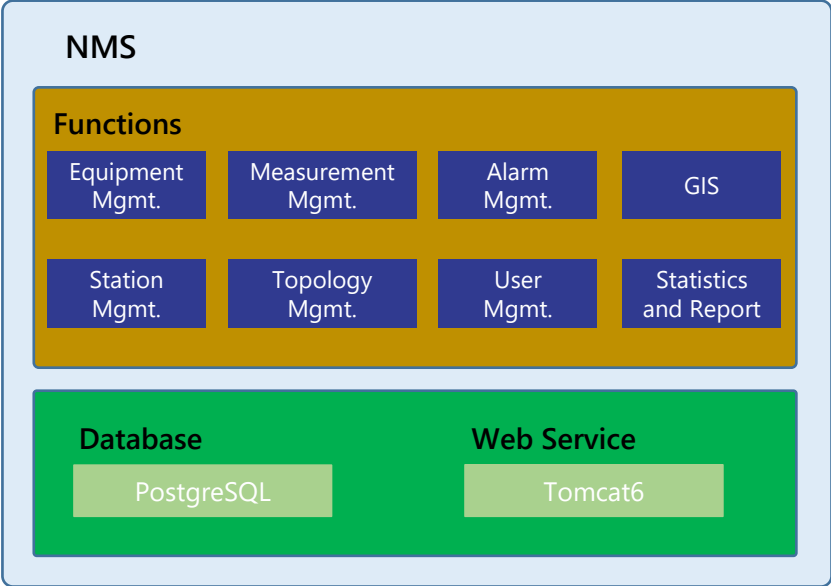 NMS
Functions
Equipment
Mgmt.
Measurement
Mgmt.
Alarm
Mgmt.
GIS
Station
Mgmt.
Topology
Mgmt.
User
Mgmt.
Statistics
and Report
Database
PostgreSQL
Web Service
Tomcat6